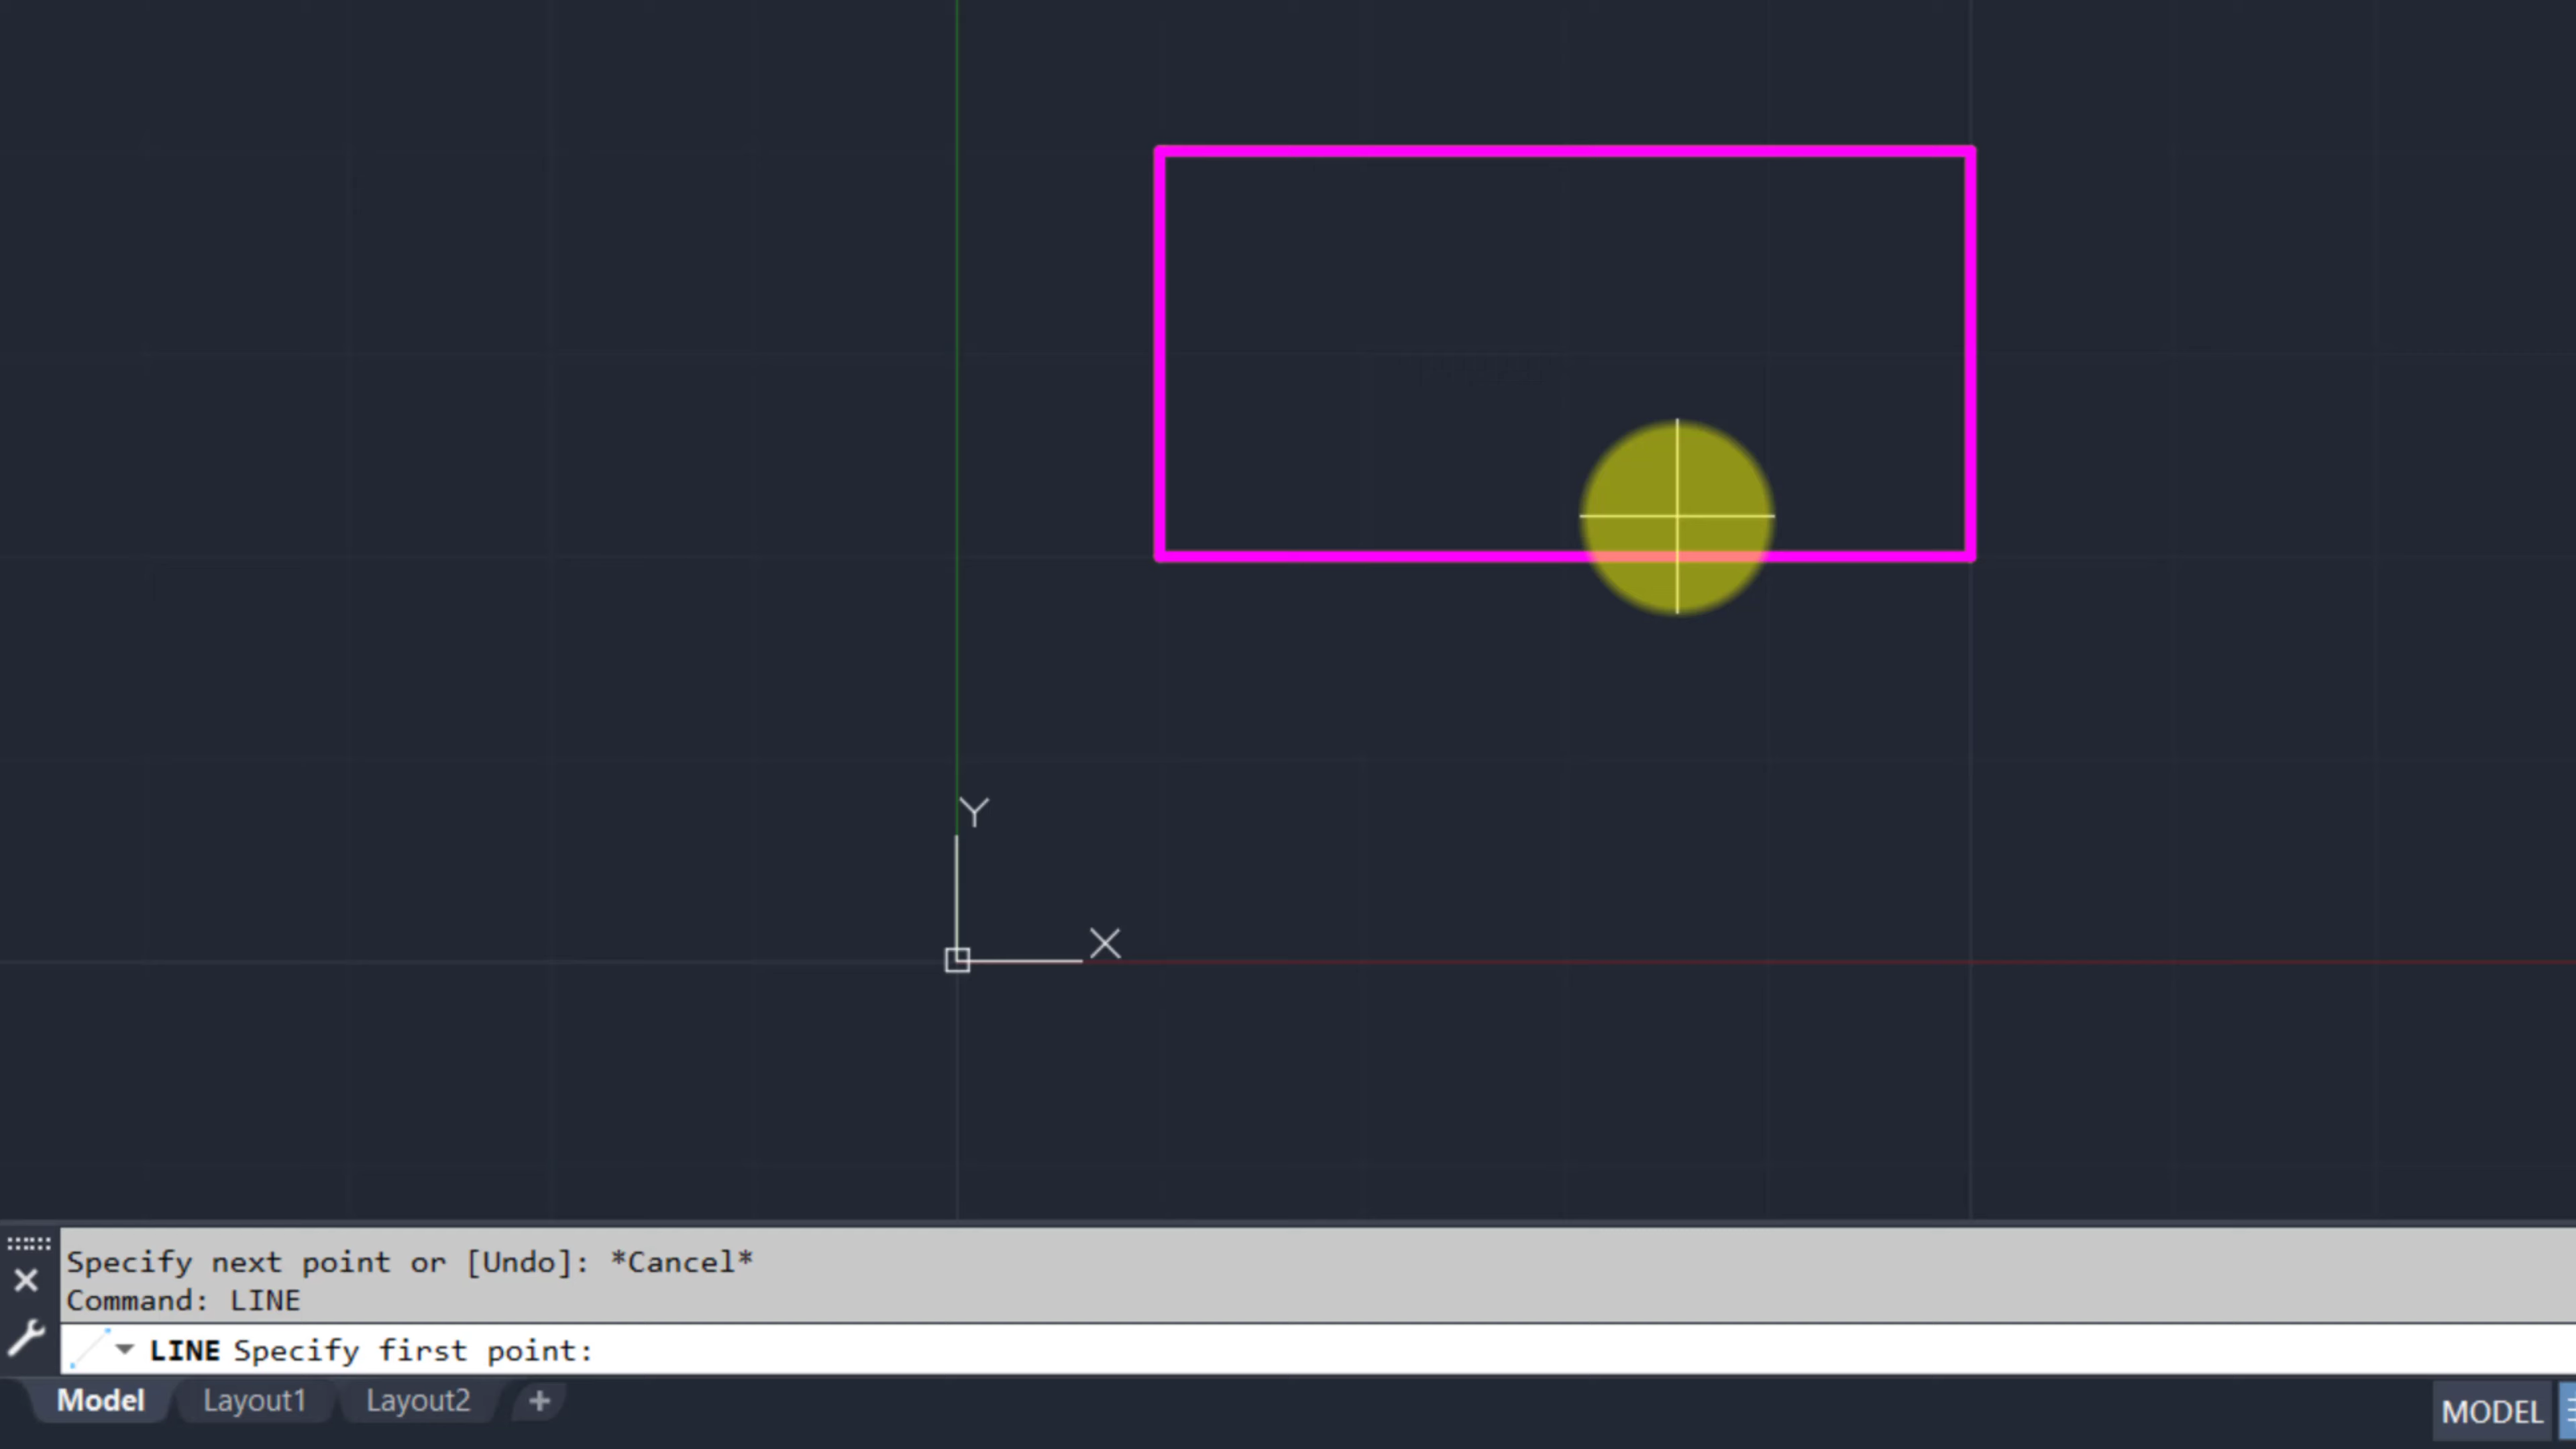 Y
X
Specify next point or [Undo]: *Cancel*
Command: LINE
LINE Specify first point:
Model Layout1 Layout2 +
MODEL